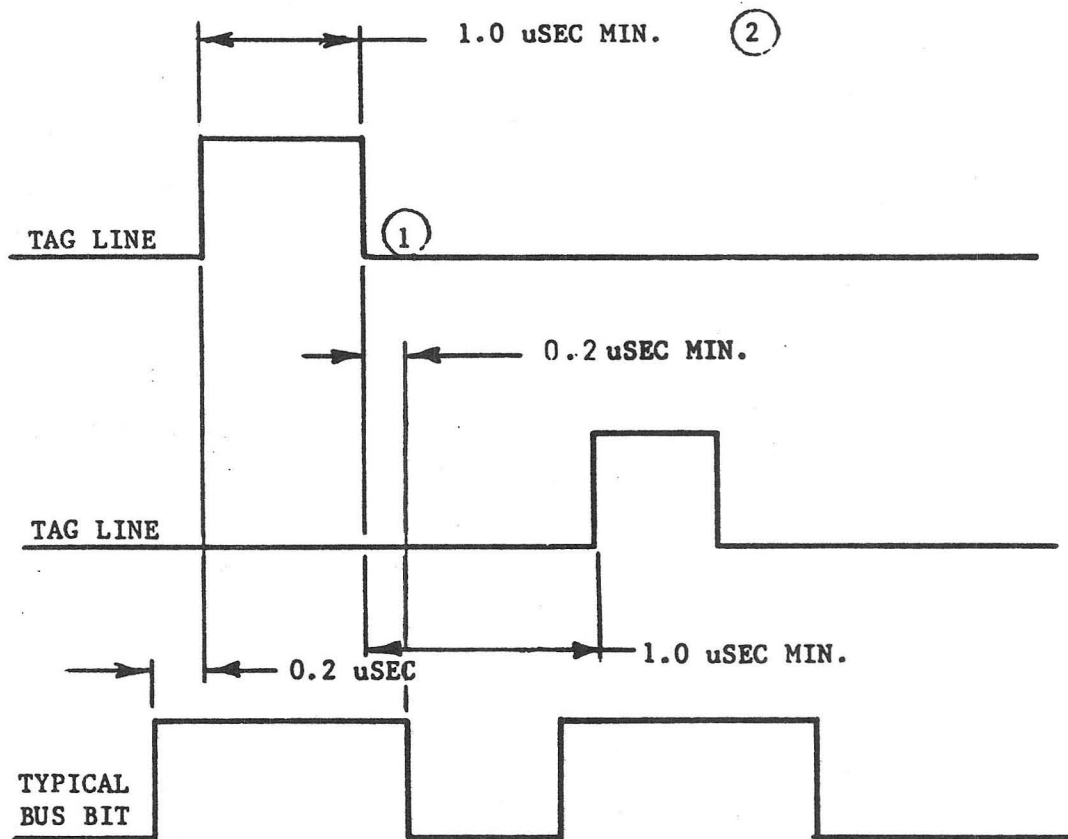 1.0 uSEC MIN. 2
TAG LINE 1
0.2 uSEC MIN.
TAG LINE
1.0 uSEC MIN.
0.2 uSEC
TYPICAL
BUS BIT